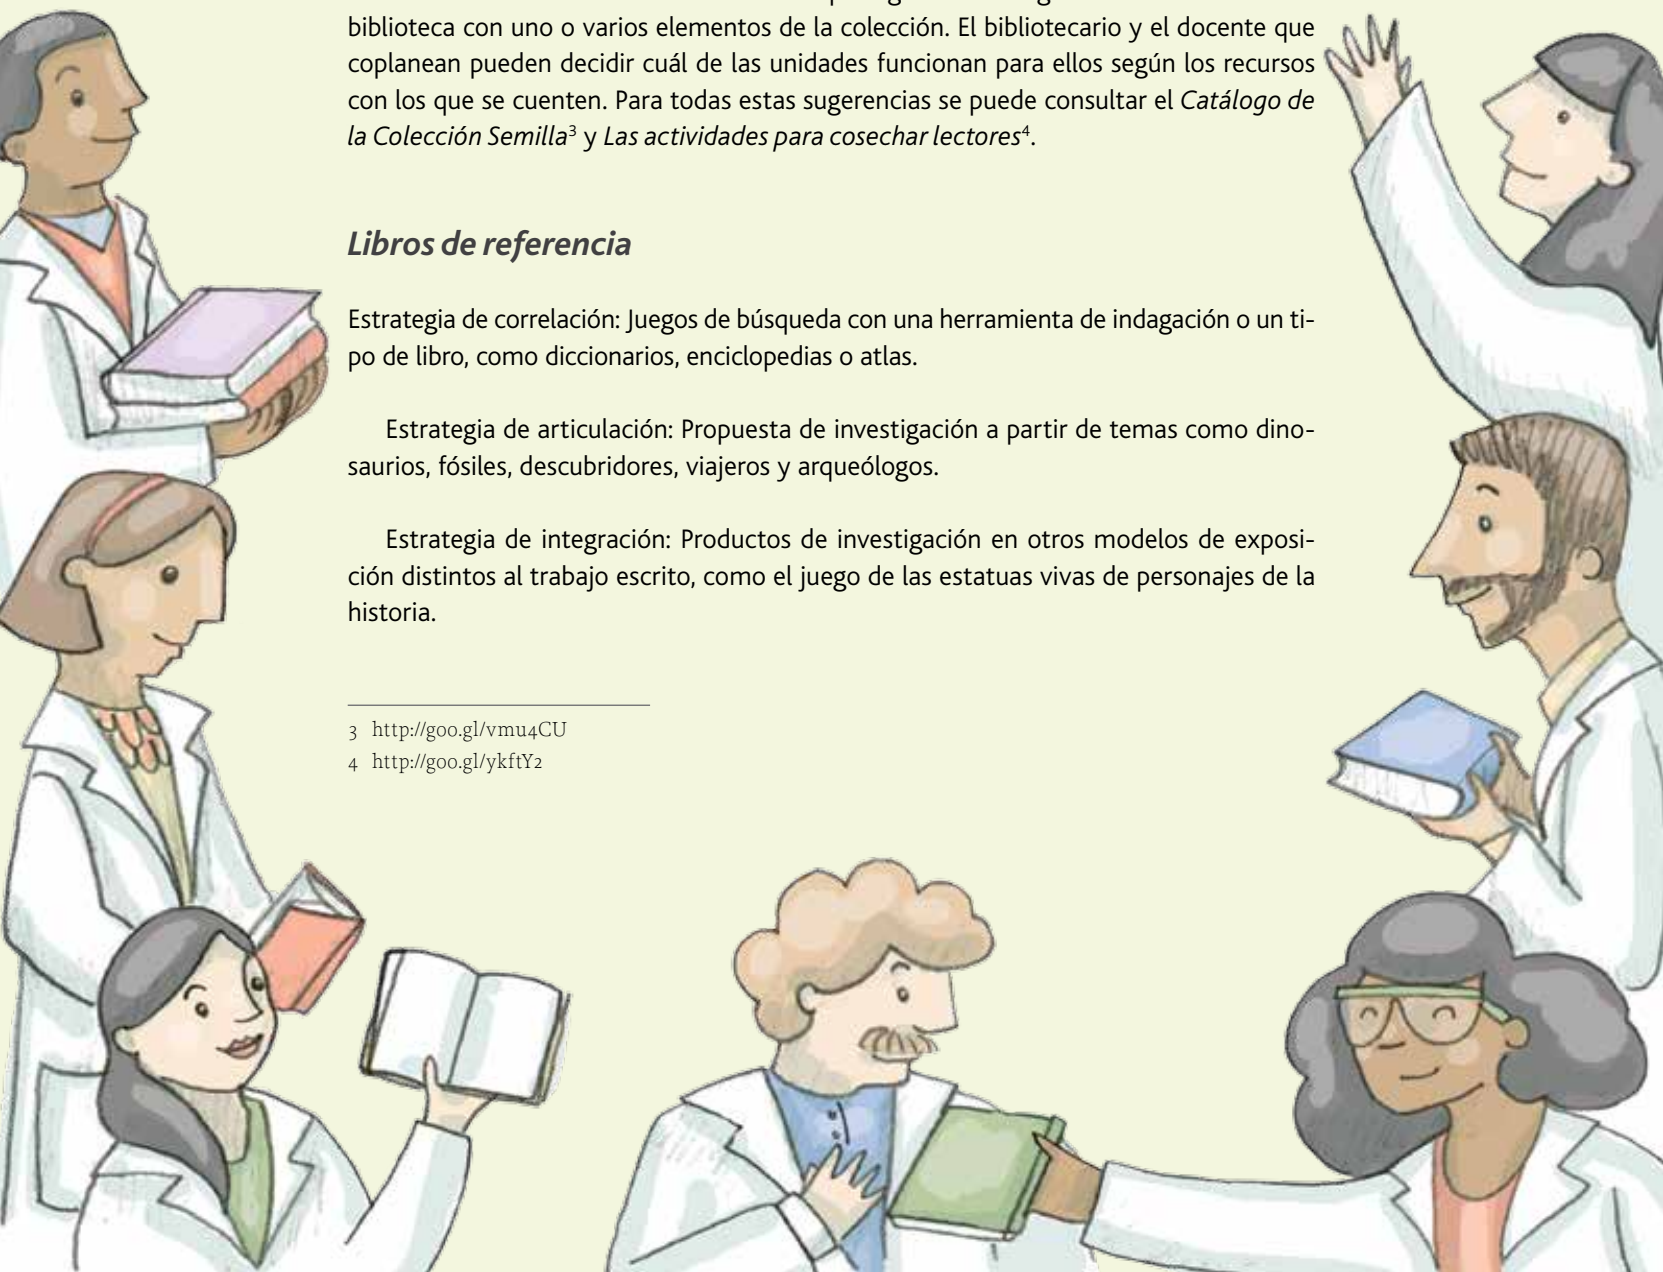 biblioteca con uno o varios elementos de la colección. El bibliotecario y el docente que
coplanean pueden decidir cuál de las unidades funcionan para ellos según los recursos
con los que se cuenten. Para todas estas sugerencias se puede consultar el Catálogo de
la Colección Semilla³ y Las actividades para cosechar lectores⁴.
Libros de referencia
Estrategia de correlación: Juegos de búsqueda con una herramienta de indagación o un ti-
po de libro, como diccionarios, enciclopedias o atlas.
Estrategia de articulación: Propuesta de investigación a partir de temas como dino-
saurios, fósiles, descubridores, viajeros y arqueólogos.
Estrategia de integración: Productos de investigación en otros modelos de exposi-
ción distintos al trabajo escrito, como el juego de las estatuas vivas de personajes de la
historia.
3 http://goo.gl/vmu4CU
4 http://goo.gl/ykftY2